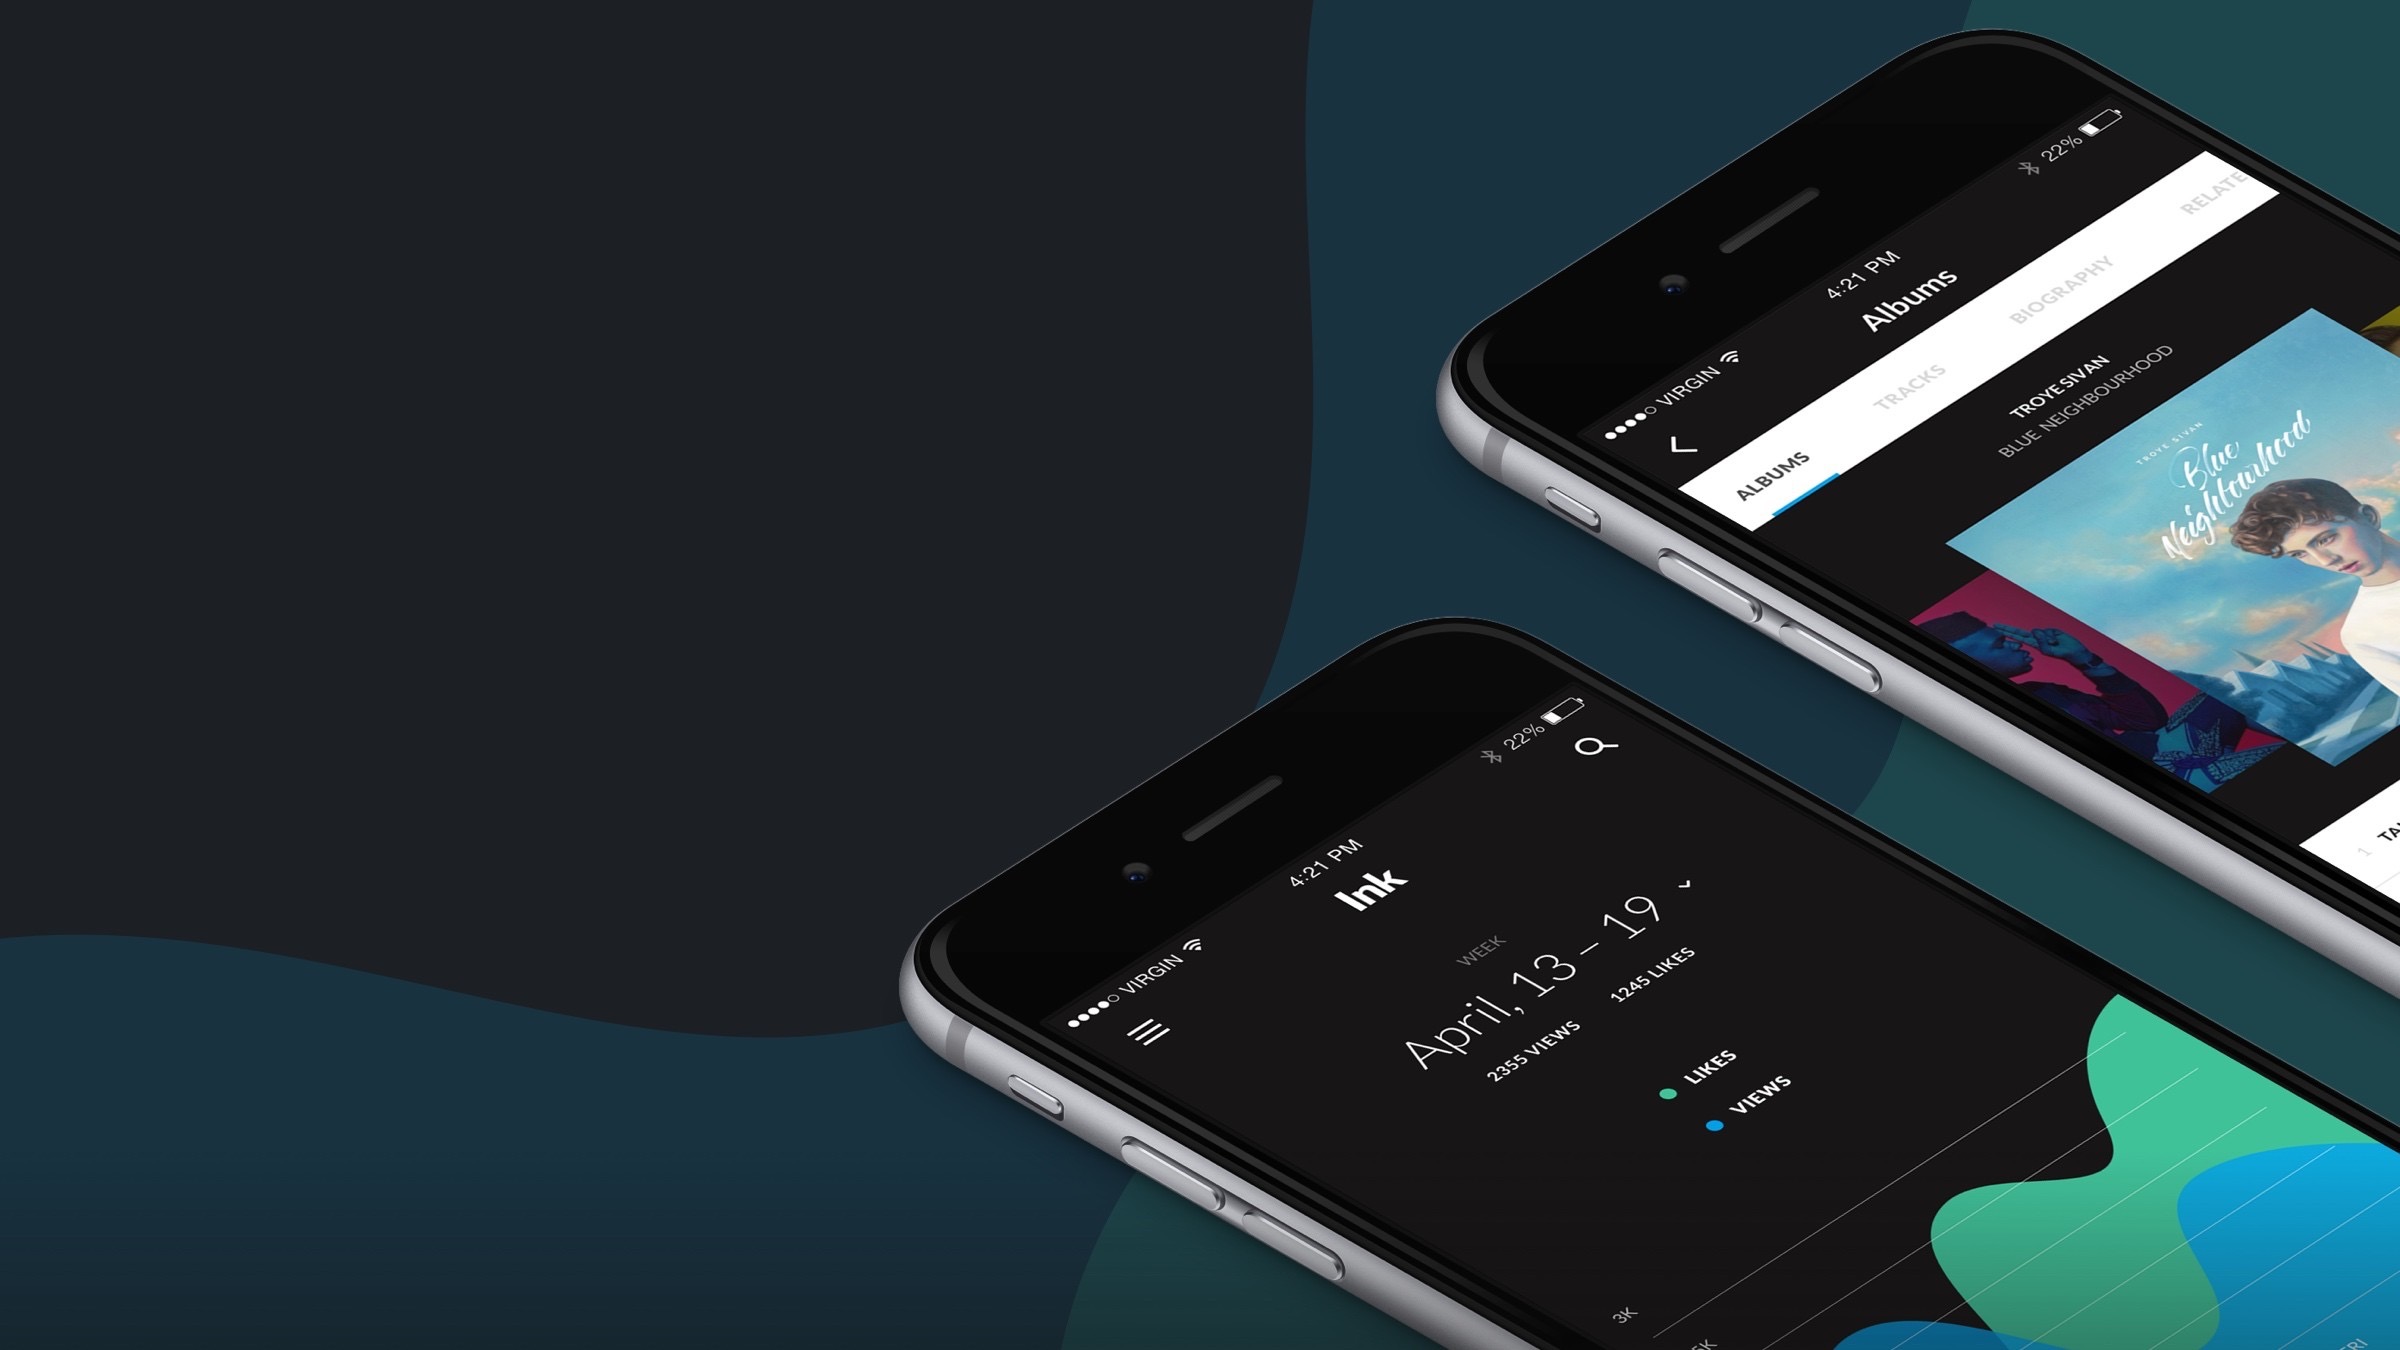 22%
4:21 PM
VIRGIN
Albums
ALBUMS
TRACKS
BIOGRAPHY
TROYE SIVAN
BLUE NEIGHBOURHOOD
TROYE SIVAN
Blue
Neighbourhood
1
22%
4:21 PM
VIRGIN
Ink
WEEK
April, 13 – 19
2355 VIEWS
1245 LIKES
LIKES
VIEWS
3K